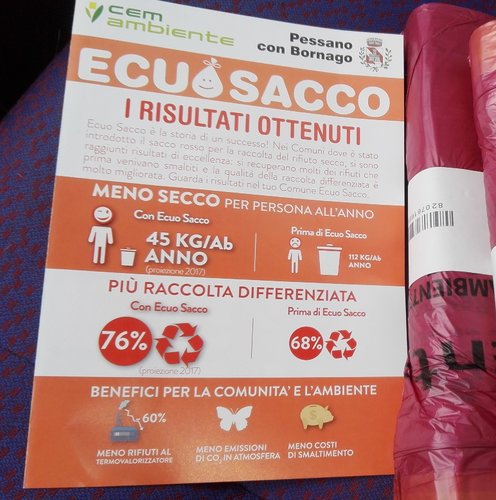 cem
ambiente
Pessano
con Bornago
ECUO SACCO
I RISULTATI OTTENUTI
Ecuo Sacco è la storia di un successo! Nei Comuni dove è stato
introdotto il sacco rosso per la raccolta del rifiuto secco, si sono
raggiunti risultati di eccellenza: si recuperano molti dei rifiuti che
prima venivano smaltiti e la qualità della raccolta differenziata è
molto migliorata. Guarda i risultati nel tuo Comune Ecuo Sacco.
MENO SECCO PER PERSONA ALL'ANNO
Con Ecuo Sacco
Prima di Ecuo Sacco
45 KG/Ab
ANNO
(proiezione 2017)
112 KG/Ab
ANNO
PIÙ RACCOLTA DIFFERENZIATA
Con Ecuo Sacco
Prima di Ecuo Sacco
76%
68%
(proiezione 2017)
BENEFICI PER LA COMUNITA' E L'AMBIENTE
60%
$
MENO RIFIUTI AL
TERMOVALORIZZATORE
MENO EMISSIONI
DI CO₂ IN ATMOSFERA
MENO COSTI
DI SMALTIMENTO